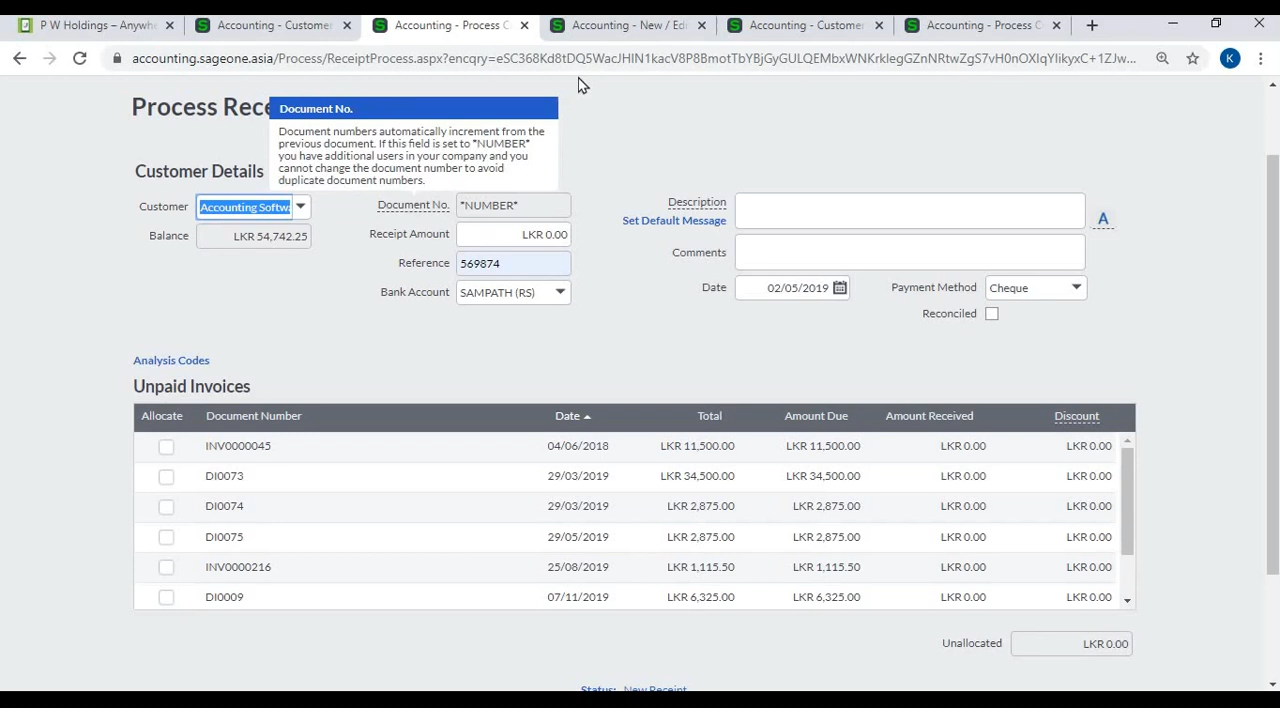 P W Holdings – Anywhe
Accounting - Custome
Accounting - Process C
Accounting - New / Edi
Accounting - Custome
Accounting - Process C
accounting.sageone.asia/Process/ReceiptProcess.aspx?encqry=
K
Process Rece
Document No.
Document numbers automatically increment from the
previous document. If this field is set to *NUMBER*
you have additional users in your company and you
cannot change the document number to avoid
duplicate document numbers.
Customer Details
Customer Accounting Softwa
Document No. *NUMBER*
Description
Set Default Message
A
Balance LKR 54,742.25
Receipt Amount LKR 0.00
Comments
Reference 569874
Date 02/05/2019
Payment Method Cheque
Bank Account SAMPATH (RS)
Reconciled
Analysis Codes
Unpaid Invoices
Allocate Document Number Date Total Amount Due Amount Received Discount
INV0000045 04/06/2018 LKR 11,500.00 LKR 11,500.00 LKR 0.00 LKR 0.00
DI0073 29/03/2019 LKR 34,500.00 LKR 34,500.00 LKR 0.00 LKR 0.00
DI0074 29/03/2019 LKR 2,875.00 LKR 2,875.00 LKR 0.00 LKR 0.00
DI0075 29/05/2019 LKR 2,875.00 LKR 2,875.00 LKR 0.00 LKR 0.00
INV0000216 25/08/2019 LKR 1,115.50 LKR 1,115.50 LKR 0.00 LKR 0.00
DI0009 07/11/2019 LKR 6,325.00 LKR 6,325.00 LKR 0.00 LKR 0.00
Unallocated LKR 0.00
Status: New Receipt